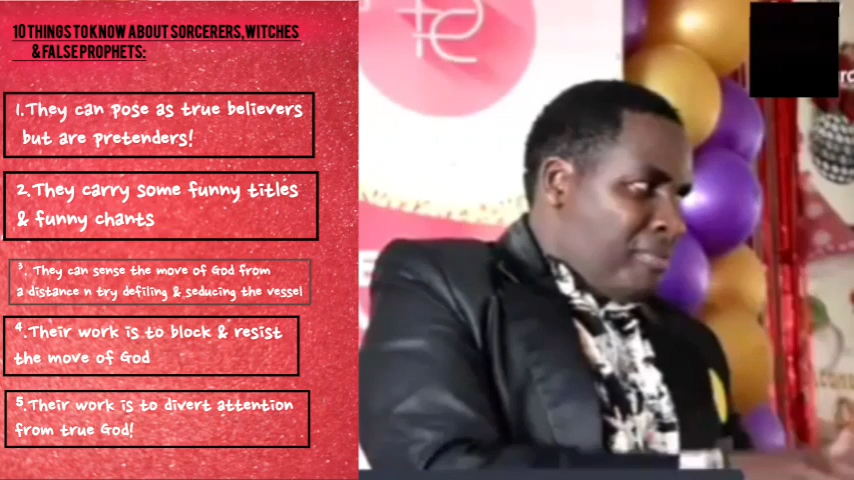 10 THINGS TO KNOW ABOUT SORCERERS, WITCHES
& FALSE PROPHETS:
1.They can pose as true believers
but are pretenders!
2.They carry some funny titles
& funny chants
3. They can sense the move of God from
a distance n try defiling & seducing the vessel
4.Their work is to block & resist
the move of God
5.Their work is to divert attention
from true God!